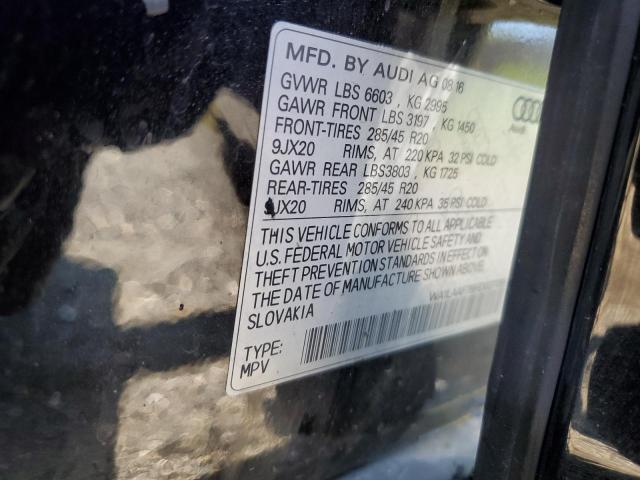 MFD. BY AUDI AG 08 16
GVWR LBS 6603 , KG 2995
GAWR FRONT LBS 3197 , KG 1450
FRONT-TIRES 285/45 R20
9JX20 RIMS, AT 220 KPA 32 PSI COLD
GAWR REAR LBS3803 , KG 1725
REAR-TIRES 285/45 R20
JX20 RIMS, AT 240 KPA 35 PSI COLD
THIS VEHICLE CONFORMS TO ALL APPLICABLE
U.S. FEDERAL MOTOR VEHICLE SAFETY AND
THEFT PREVENTION STANDARDS IN EFFECT ON
THE DATE OF MANUFACTURE SHOWN ABOVE.
SLOVAKIA
TYPE:
MPV
Audi